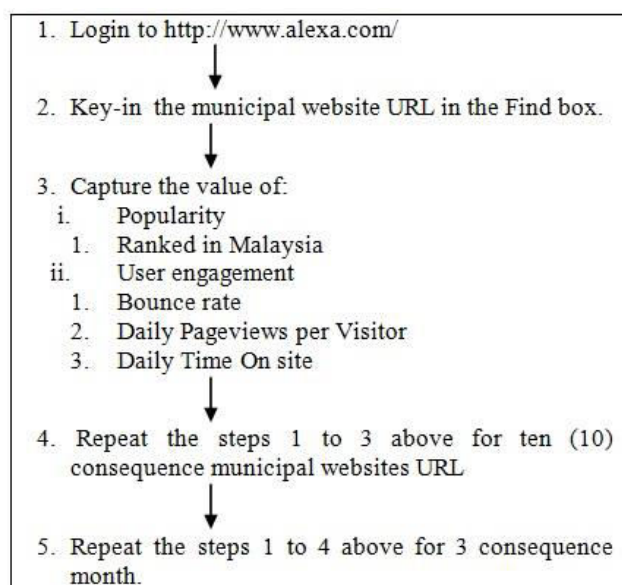 1. Login to http://www.alexa.com/
2. Key-in the municipal website URL in the Find box.
3. Capture the value of:
i. Popularity
1. Ranked in Malaysia
ii. User engagement
1. Bounce rate
2. Daily Pageviews per Visitor
3. Daily Time On site
4. Repeat the steps 1 to 3 above for ten (10)
consequence municipal websites URL
5. Repeat the steps 1 to 4 above for 3 consequence
month.